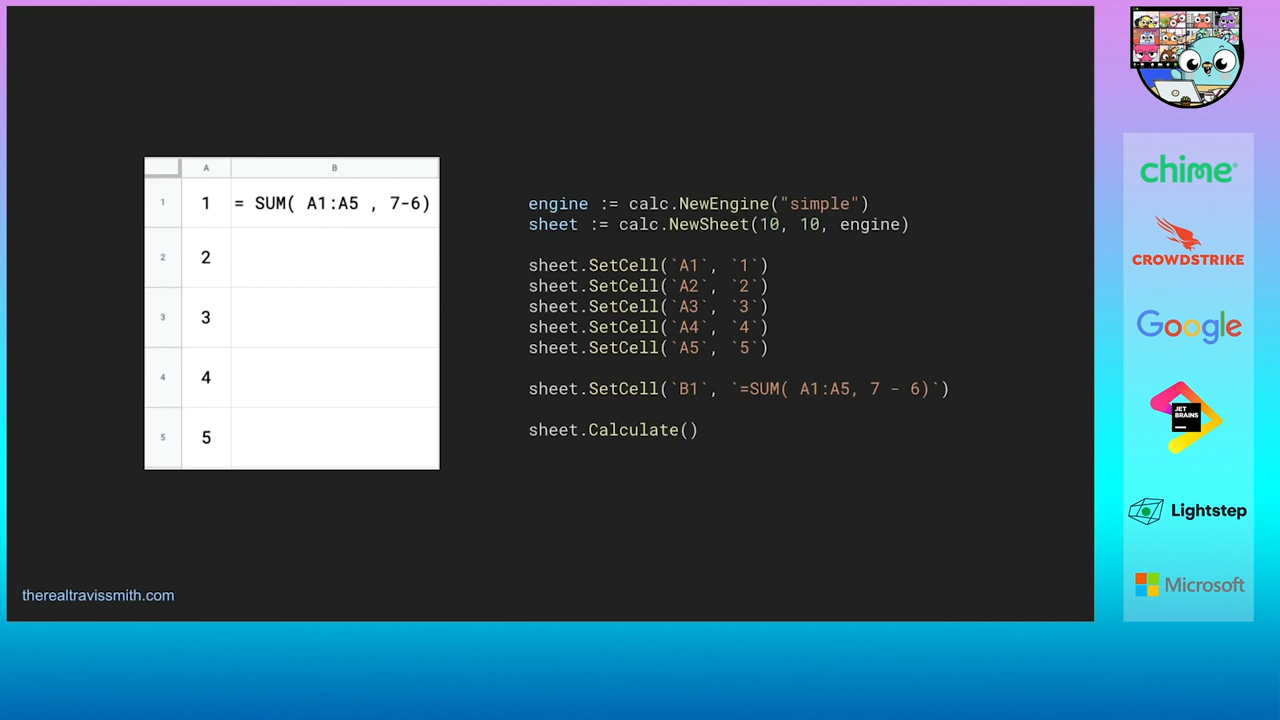 A B
1 1 = SUM( A1:A5 , 7-6)
2 2
3 3
4 4
5 5
engine := calc.NewEngine("simple")
sheet := calc.NewSheet(10, 10, engine)
sheet.SetCell(`A1`, `1`)
sheet.SetCell(`A2`, `2`)
sheet.SetCell(`A3`, `3`)
sheet.SetCell(`A4`, `4`)
sheet.SetCell(`A5`, `5`)
sheet.SetCell(`B1`, `=SUM( A1:A5, 7 - 6)`)
sheet.Calculate()
therealtravissmith.com
chime
CROWDSTRIKE
Google
JET
BRAINS
Lightstep
Microsoft